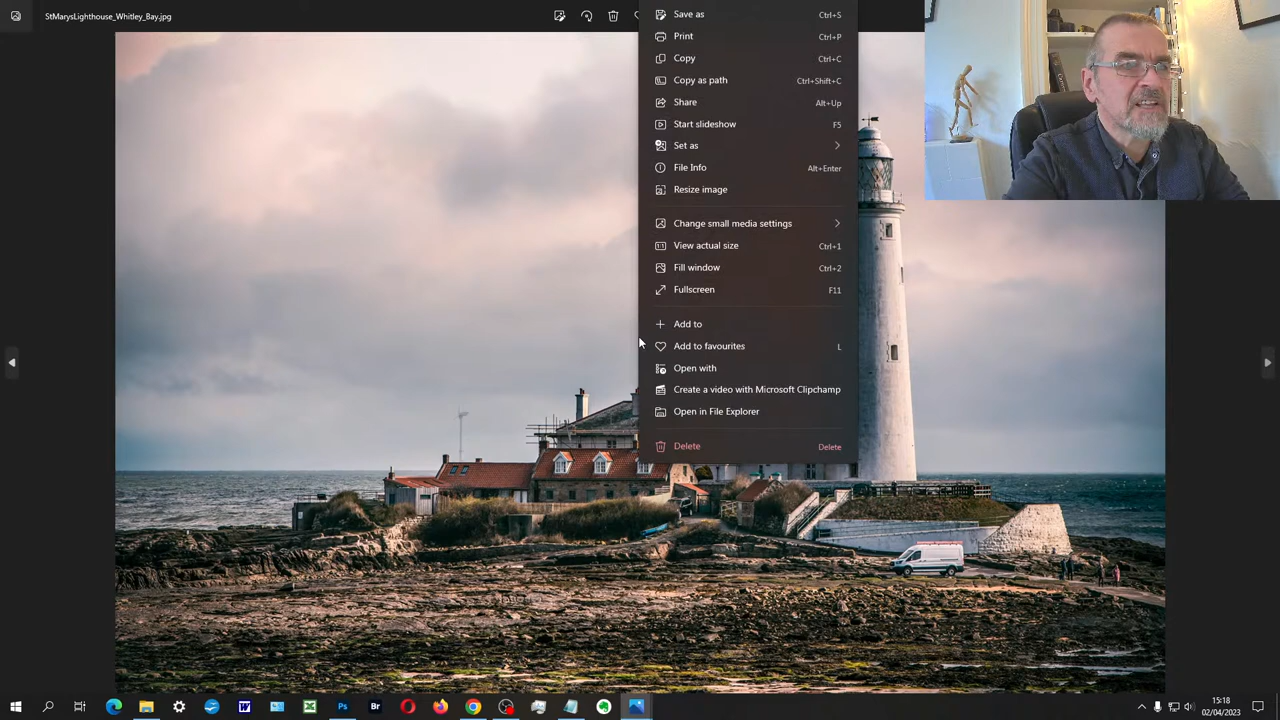 StMarysLighthouse_Whitley_Bay.jpg
Save as Ctrl+S
Print Ctrl+P
Copy Ctrl+C
Copy as path Ctrl+Shift+C
Share Alt+Up
Start slideshow F5
Set as
File Info Alt+Enter
Resize image
Change small media settings
View actual size Ctrl+1
Fill window Ctrl+2
Fullscreen F11
Add to
Add to favourites L
Open with
Create a video with Microsoft Clipchamp
Open in File Explorer
Delete Delete
W
Ps
Br
15:18
02/04/2023